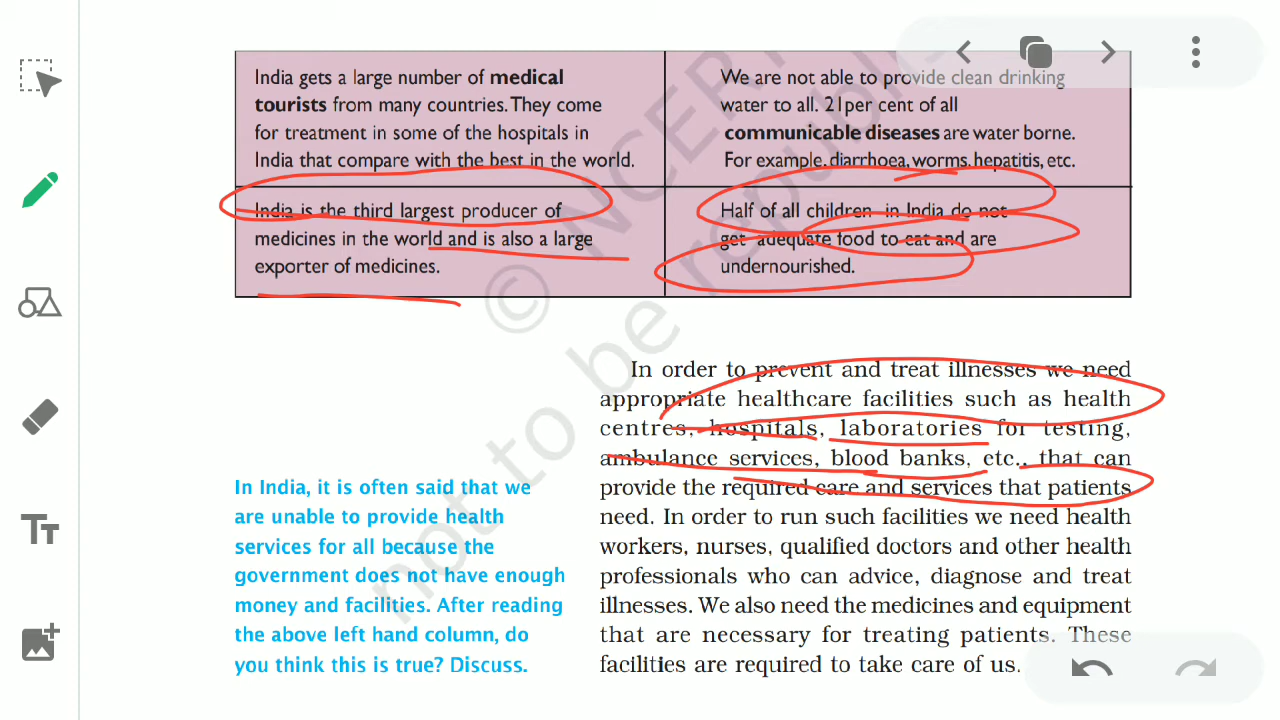 India gets a large number of medical
tourists from many countries. They come
for treatment in some of the hospitals in
India that compare with the best in the world.
We are not able to provide clean drinking
water to all. 21per cent of all
communicable diseases are water borne.
For example, diarrhoea, worms, hepatitis, etc.
India is the third largest producer of
medicines in the world and is also a large
exporter of medicines.
Half of all children in India do not
get adequate food to eat and are
undernourished.
In order to prevent and treat illnesses we need
appropriate healthcare facilities such as health
centres, hospitals, laboratories for testing,
ambulance services, blood banks, etc., that can
provide the required care and services that patients
need. In order to run such facilities we need health
workers, nurses, qualified doctors and other health
professionals who can advice, diagnose and treat
illnesses. We also need the medicines and equipment
that are necessary for treating patients. These
facilities are required to take care of us.
In India, it is often said that we
are unable to provide health
services for all because the
government does not have enough
money and facilities. After reading
the above left hand column, do
you think this is true? Discuss.
© NCERT
not to be republis
TT